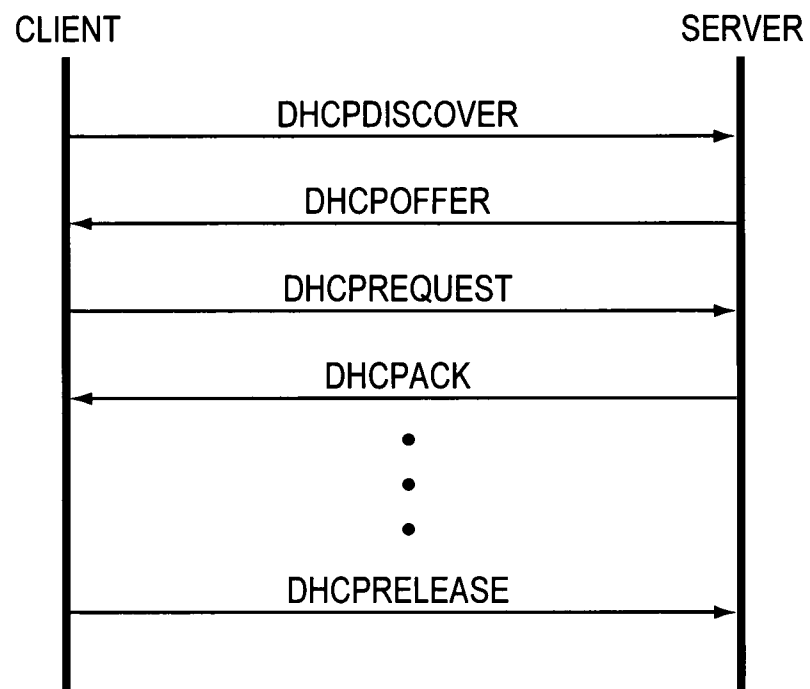 CLIENT
SERVER
DHCPDISCOVER
DHCPOFFER
DHCPREQUEST
DHCPACK
DHCPRELEASE